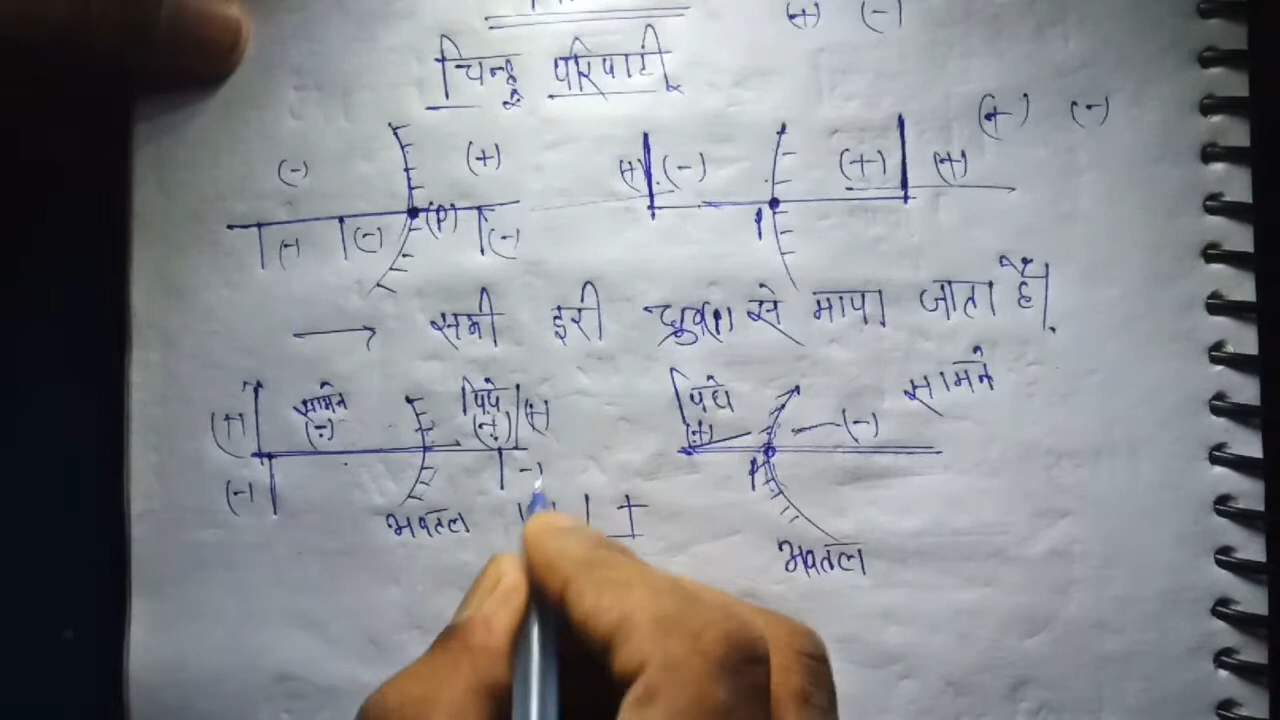 (+) (-)
चिन्ह परिपाटी
(-) (+) (+) (-) (+) (+) (+) (-)
(-) (-) (P) (-) P
→ सभी दूरी ध्रुव(P) से मापा जाता है।
(+) सामने (-) पिछे (+) (+) पिछे (+) (-) सामने
(-) (-) P
अवतल अवतल